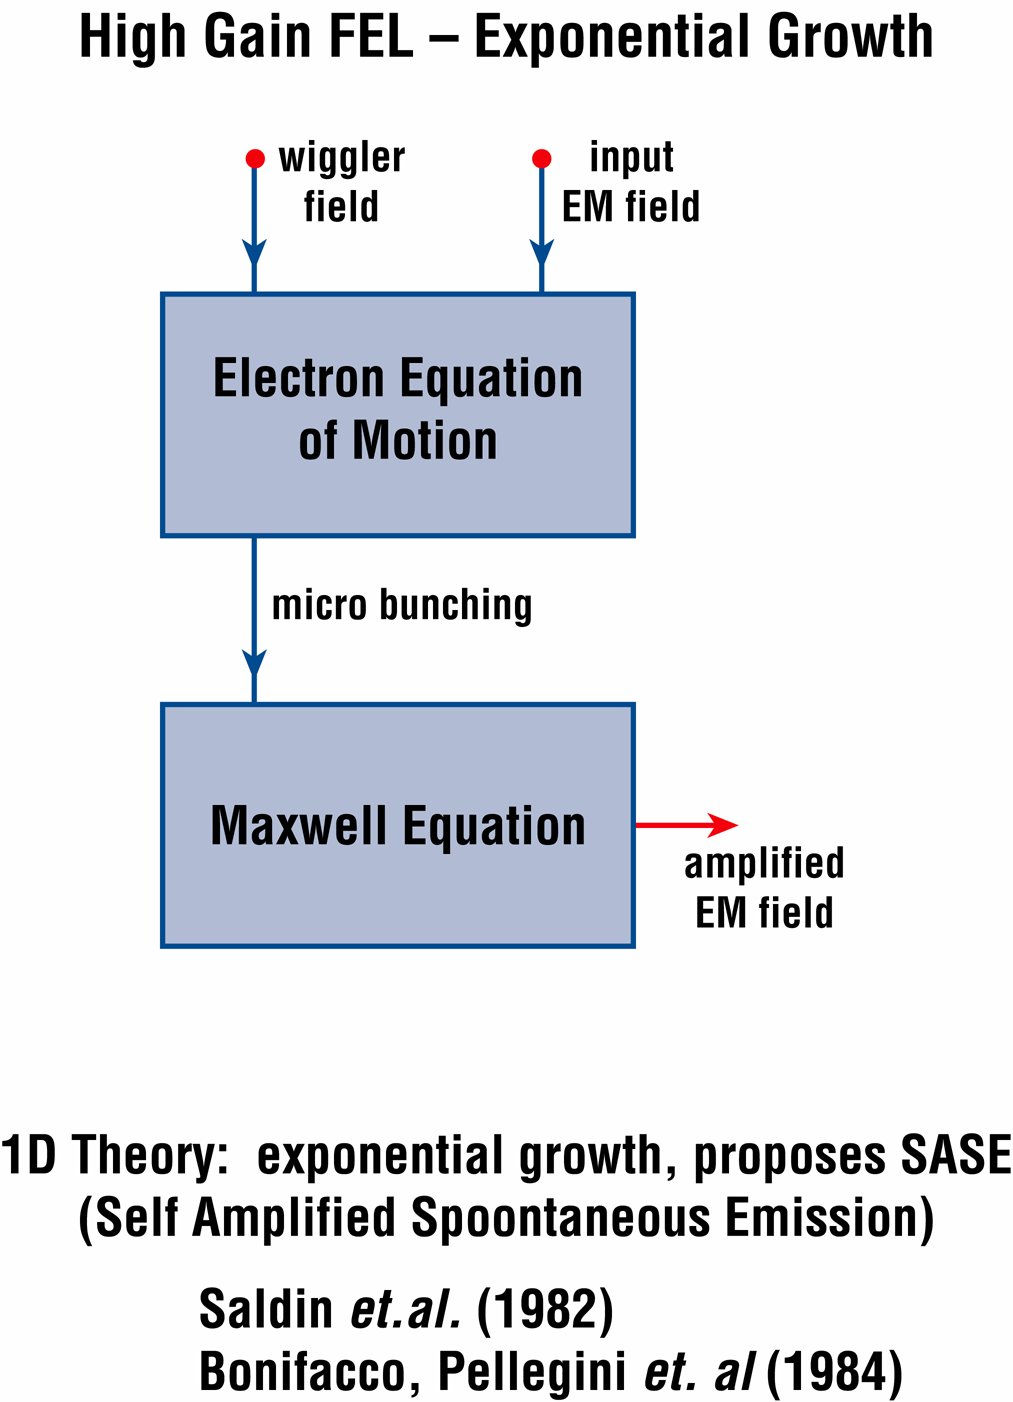 High Gain FEL – Exponential Growth
wiggler
field
input
EM field
Electron Equation
of Motion
micro bunching
Maxwell Equation
amplified
EM field
1D Theory: exponential growth, proposes SASE
(Self Amplified Spoontaneous Emission)
Saldin et.al. (1982)
Bonifacco, Pellegini et. al (1984)